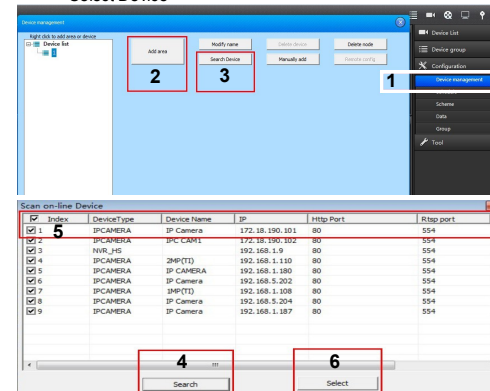 Select Device
Device management
Right click to add area or device
Device list
1
Add area
Modify name
Delete device
Delete node
Search Device
Manually add
Remote config
2
3
1
Device List
Device group
Configuration
Device management
Scheme
Data
Group
Tool
Scan on-line Device
Index DeviceType Device Name IP Http Port Rtsp port
1 IPCAMERA IP Camera 172.18.190.101 80 554
5
2 IPCAMERA IPC CAM1 172.18.190.102 80 554
3 NVR_HS 192.168.1.9 80 554
4 IPCAMERA 2MP(TI) 192.168.1.110 80 554
5 IPCAMERA IP CAMERA 192.168.1.180 80 554
6 IPCAMERA IP Camera 192.168.5.202 80 554
7 IPCAMERA 1MP(TI) 192.168.1.108 80 554
8 IPCAMERA IP Camera 192.168.5.204 80 554
9 IPCAMERA IP Camera 192.168.1.187 80 554
4
6
Search
Select